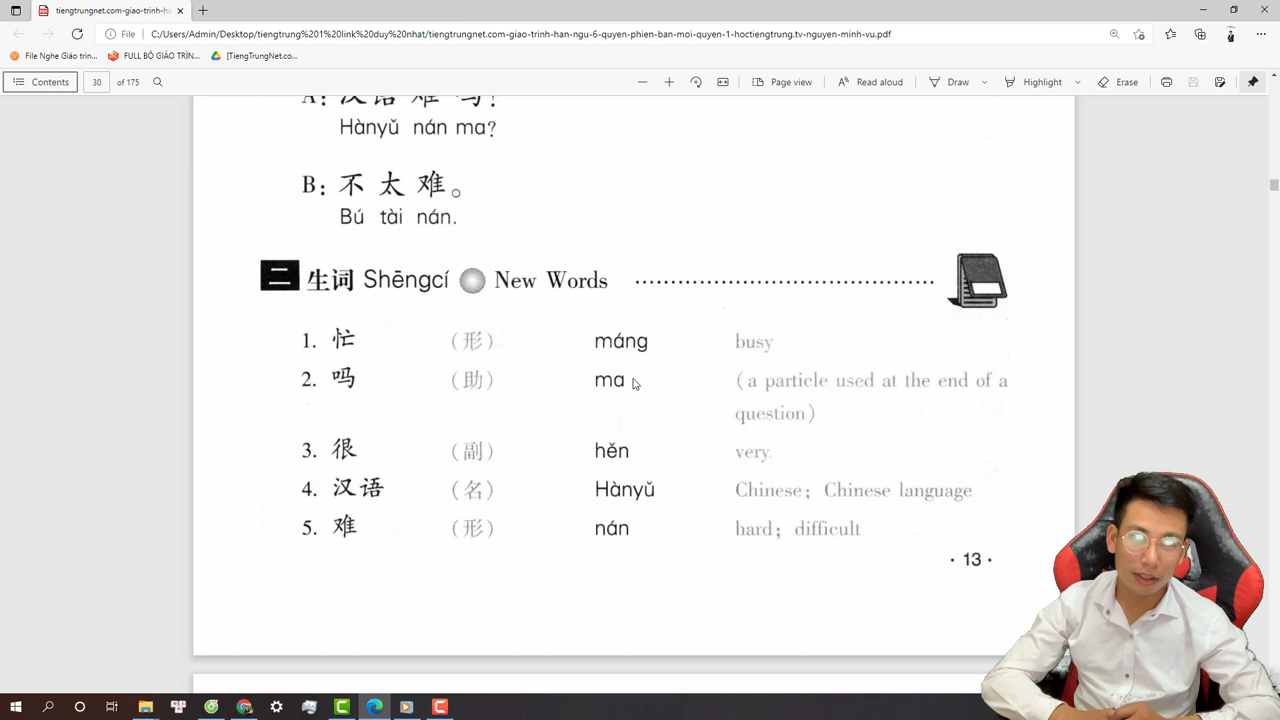 tiengtrungnet.com-giao-trinh-ha
File
C:/Users/Admin/Desktop/tiengtrung%201%20link%20duy%20nhat/tiengtrungnet.com-giao-trinh-han-ngu-6-quyen-phien-ban-moi-quyen-1-hoctiengtrung.tv-nguyen-minh-vu.pdf
File Nghe Giáo trìn...
FULL BỘ GIÁO TRÌN...
[TiengTrungNet.co...
Contents
30 of 175
Page view
Read aloud
Draw
Highlight
Erase
A: 汉语 难 吗?
Hànyǔ nán ma?
B: 不 太 难。
Bú tài nán.
二 生词 Shēngcí New Words
1. 忙 (形) máng busy
2. 吗 (助) ma (a particle used at the end of a
question)
3. 很 (副) hěn very
4. 汉语 (名) Hànyǔ Chinese; Chinese language
5. 难 (形) nán hard; difficult
· 13 ·